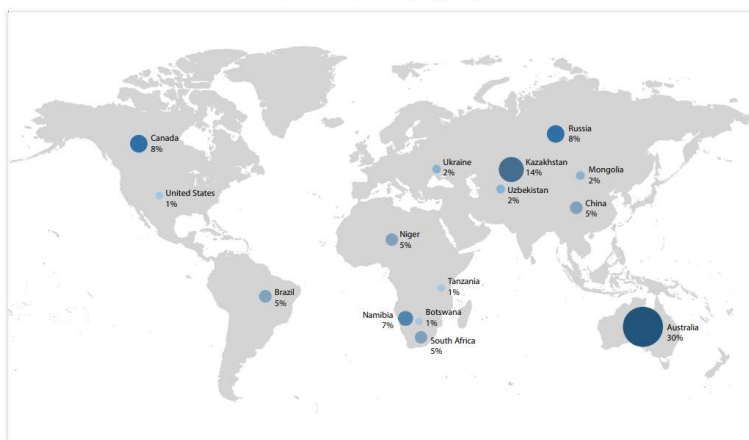 Canada
8%
United States
1%
Brazil
5%
Ukraine
2%
Russia
8%
Kazakhstan
14%
Mongolia
2%
Uzbekistan
2%
China
5%
Niger
5%
Tanzania
1%
Namibia
7%
Botswana
1%
South Africa
5%
Australia
30%